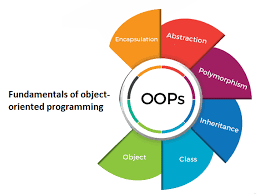 Fundamentals of object-
oriented programming
Encapsulation
Abstraction
Polymorphism
Inheritance
Class
Object
OOPs